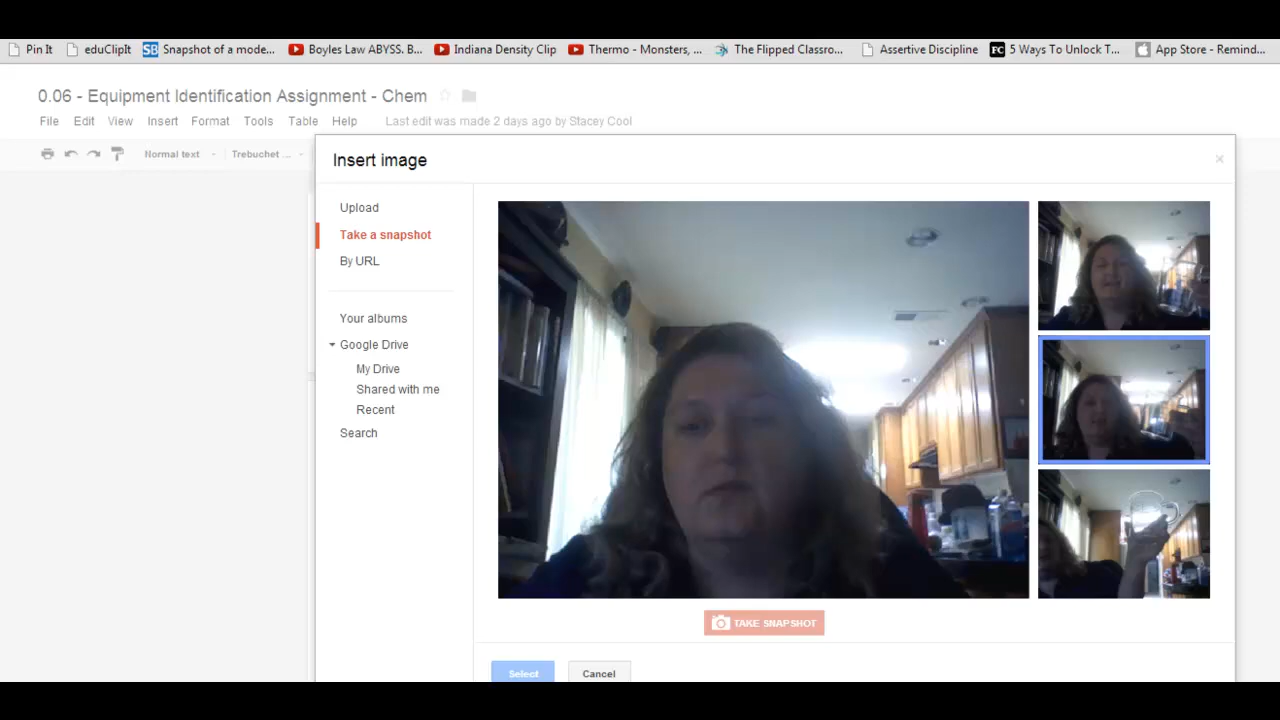 Pin It eduClipIt SB Snapshot of a mode... Boyles Law ABYSS. B... Indiana Density Clip Thermo - Monsters, ... The Flipped Classro... Assertive Discipline FC 5 Ways To Unlock T... App Store - Remind...
0.06 - Equipment Identification Assignment - Chem
File Edit View Insert Format Tools Table Help Last edit was made 2 days ago by Stacey Cool
Normal text Trebuchet ...
Insert image ×
Upload
Take a snapshot
By URL
Your albums
Google Drive
My Drive
Shared with me
Recent
Search
TAKE SNAPSHOT
Select Cancel